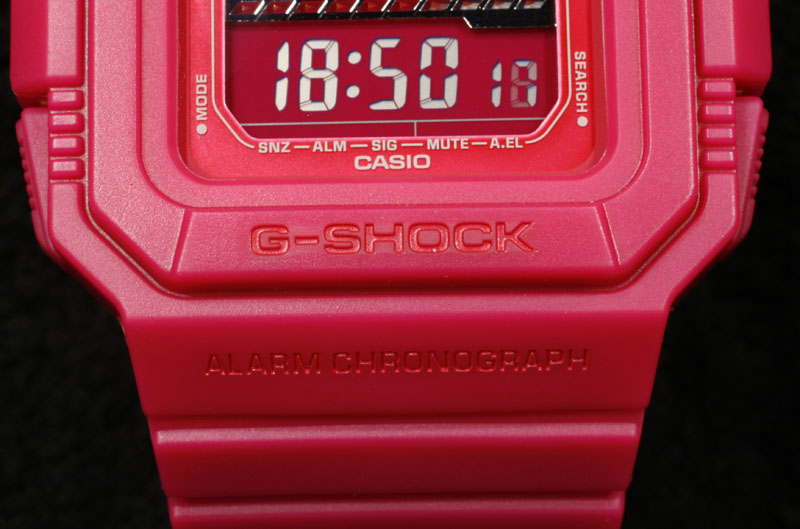 18:50 18
MODE
SEARCH
SNZ—ALM—SIG—MUTE—A.EL
CASIO
G-SHOCK
ALARM CHRONOGRAPH